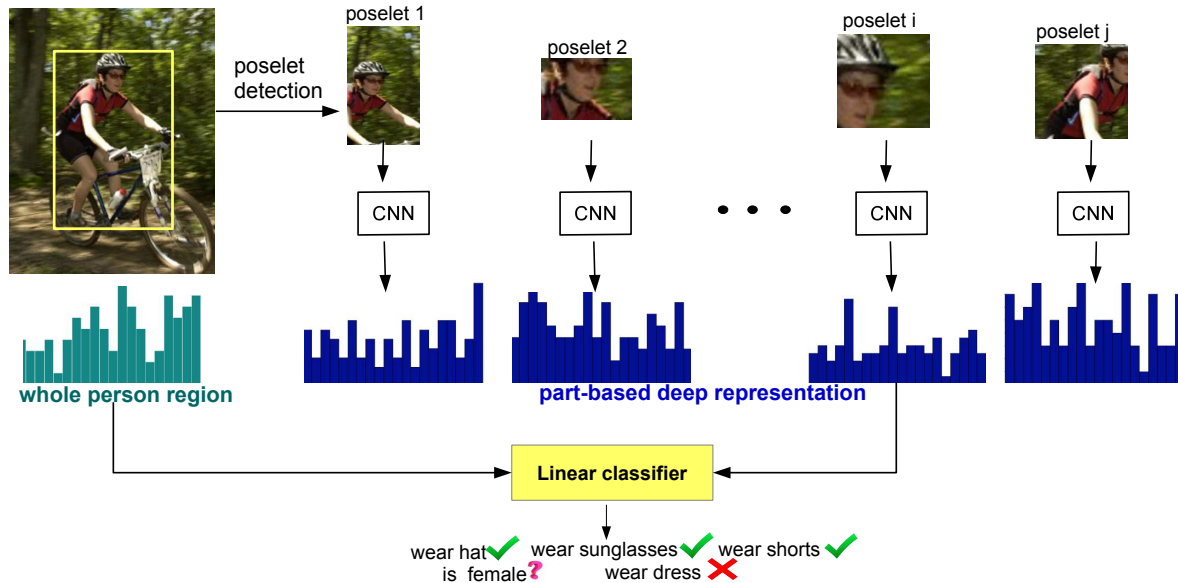 poselet 1
poselet 2
poselet i
poselet j
poselet
detection
CNN
CNN
CNN
CNN
whole person region
part-based deep representation
Linear classifier
wear hat
wear sunglasses
wear shorts
is female?
wear dress